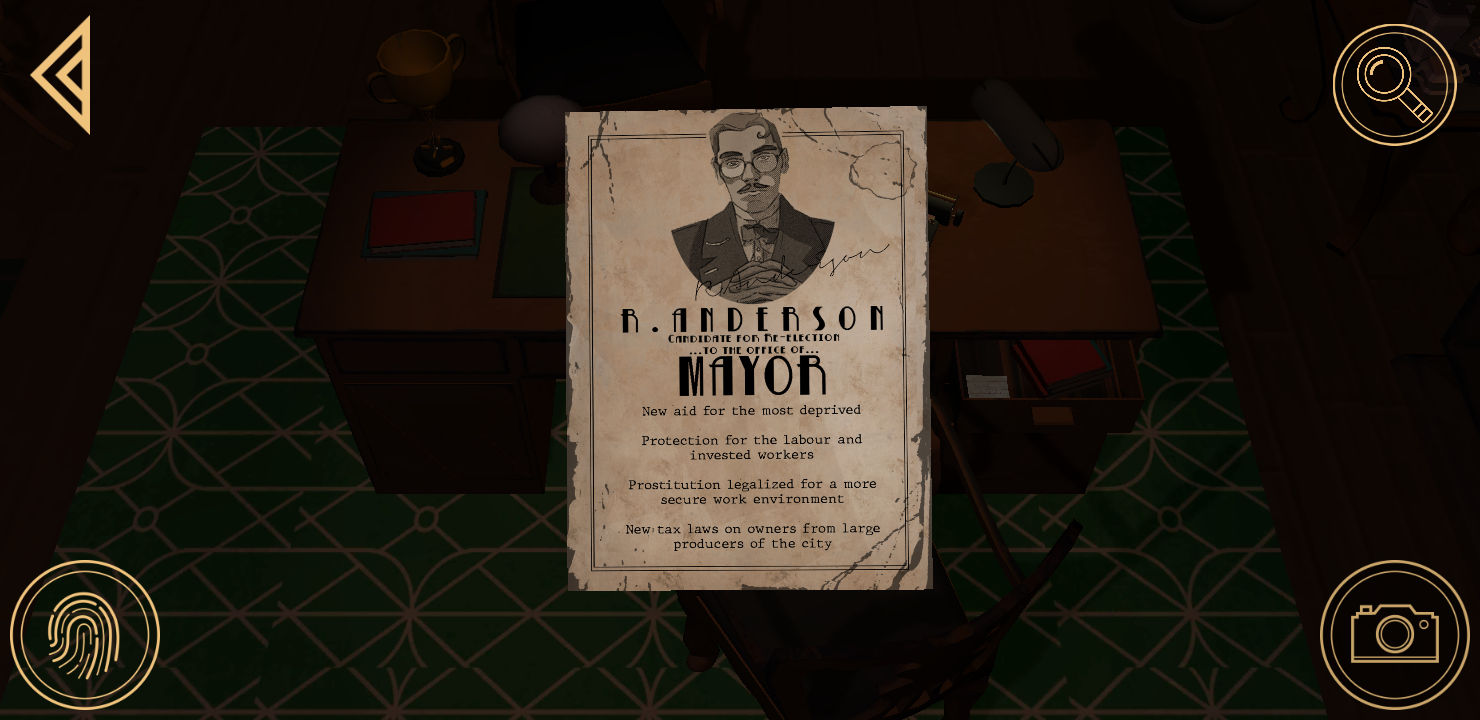 R. Anderson
R. ANDERSON
CANDIDATE FOR RE-ELECTION
...TO THE OFFICE OF...
MAYOR
New aid for the most deprived
Protection for the labour and
invested workers
Prostitution legalized for a more
secure work environment
New tax laws on owners from large
producers of the city